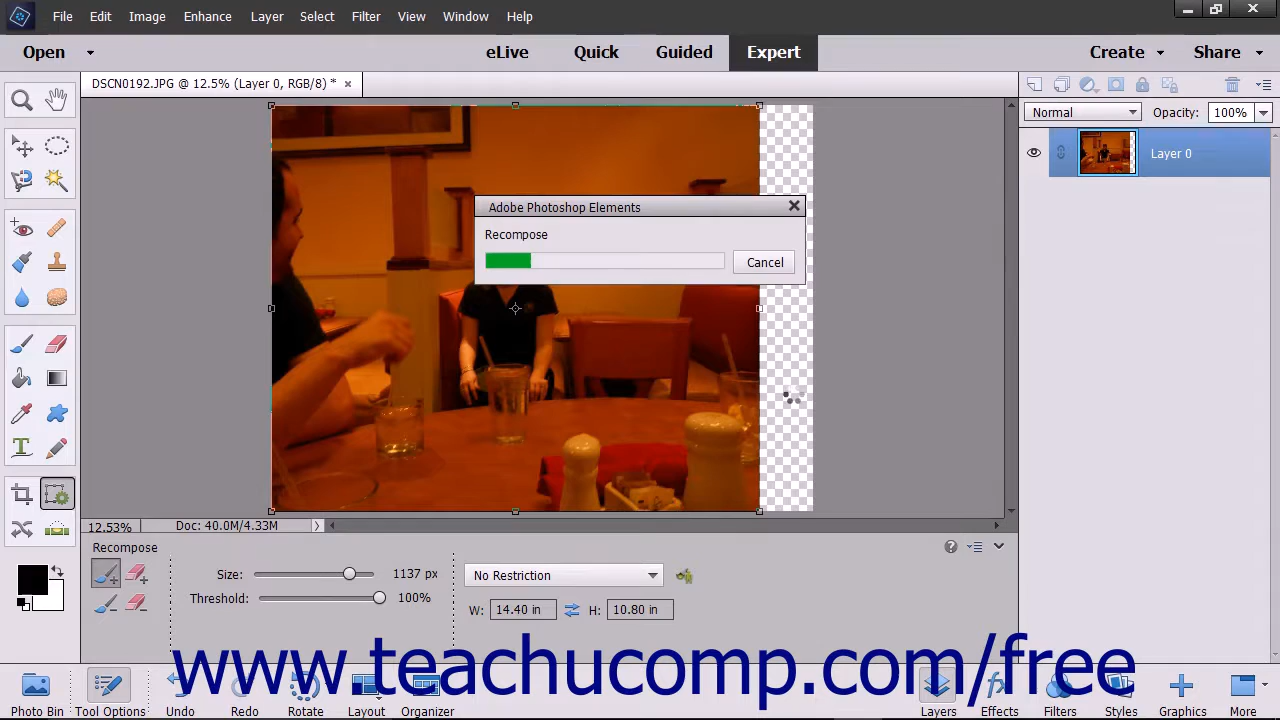 File Edit Image Enhance Layer Select Filter View Window Help
Open eLive Quick Guided Expert Create Share
DSCN0192.JPG @ 12.5% (Layer 0, RGB/8) *
Normal Opacity: 100%
Layer 0
Adobe Photoshop Elements
Recompose
Cancel
12.53% Doc: 40.0M/4.33M
Recompose
Size: 1137 px No Restriction
Threshold: 100%
W: 14.40 in H: 10.80 in
www.teachucomp.com/free
Photo Bin Tool Options Undo Redo Rotate Layout Organizer Layers Effects Filters Styles Graphics More